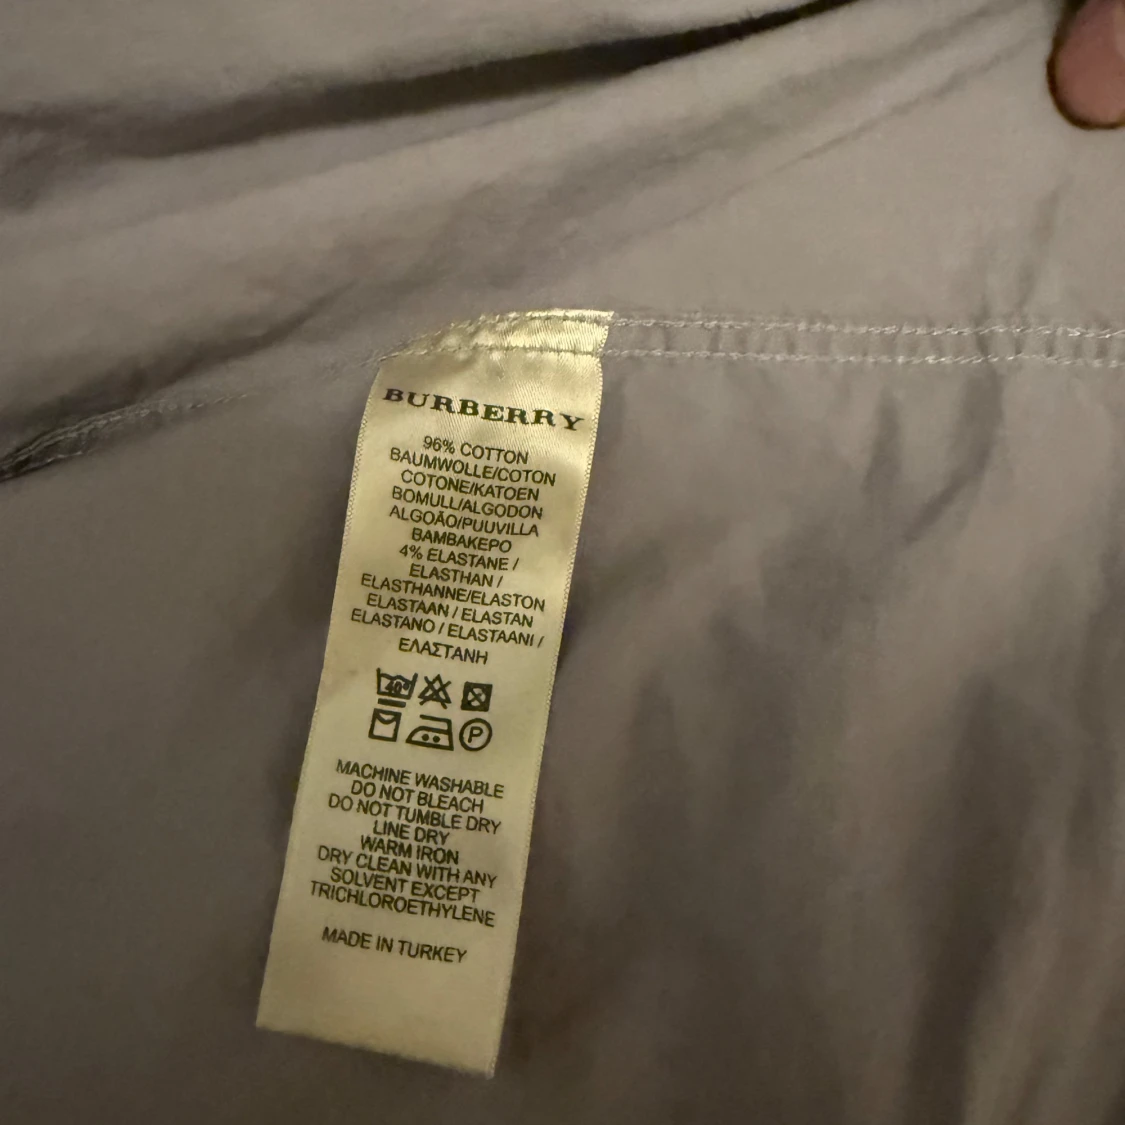 BURBERRY
96% COTTON
BAUMWOLLE/COTON
COTONE/KATOEN
BOMULL/ALGODON
ALGOÃO/PUUVILLA
BAMBAKEPO
4% ELASTANE /
ELASTHAN /
ELASTHANNE/ELASTON
ELASTAAN / ELASTAN
ELASTANO / ELASTAANI /
ΕΛΑΣΤΑΝΗ
40°
P
MACHINE WASHABLE
DO NOT BLEACH
DO NOT TUMBLE DRY
LINE DRY
WARM IRON
DRY CLEAN WITH ANY
SOLVENT EXCEPT
TRICHLOROETHYLENE
MADE IN TURKEY